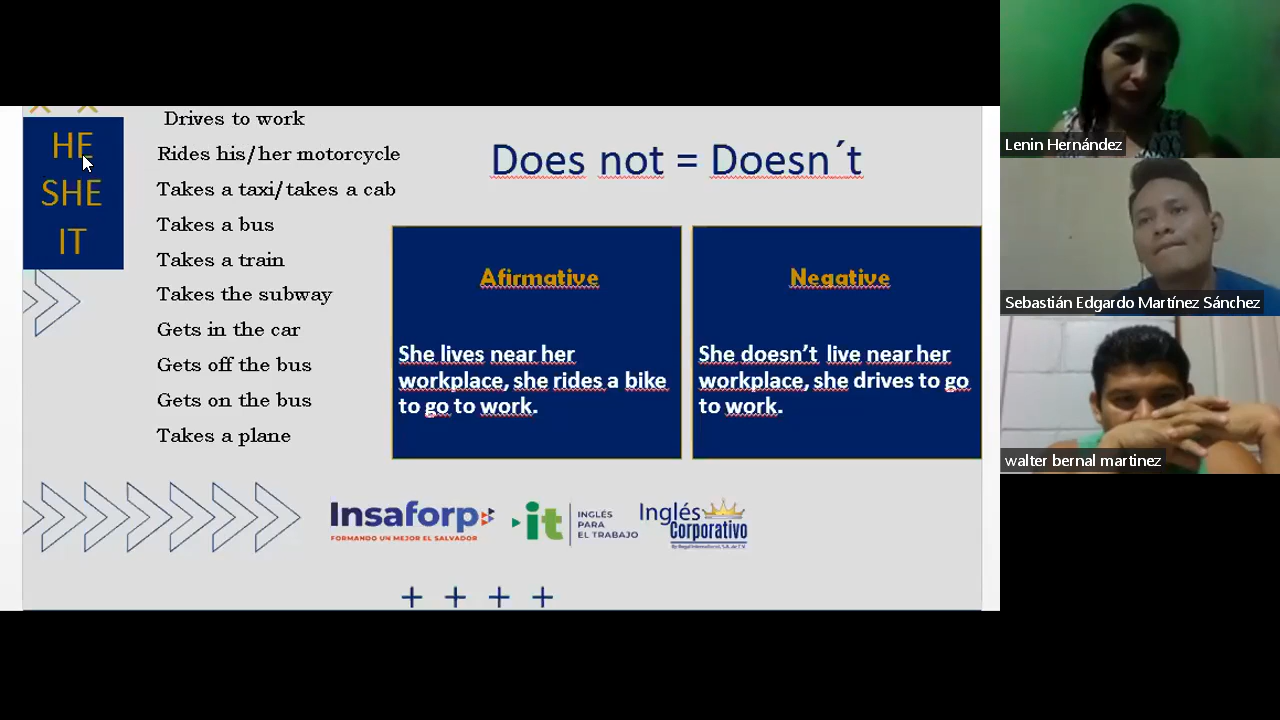 HE
SHE
IT
Drives to work
Rides his/her motorcycle
Takes a taxi/takes a cab
Takes a bus
Takes a train
Takes the subway
Gets in the car
Gets off the bus
Gets on the bus
Takes a plane
Does not = Doesn´t
Afirmative
She lives near her
workplace, she rides a bike
to go to work.
Negative
She doesn’t live near her
workplace, she drives to go
to work.
Insaforp
FORMANDO UN MEJOR EL SALVADOR
it
INGLÉS
PARA
EL TRABAJO
Inglés
Corporativo
Lenin Hernández
Sebastián Edgardo Martínez Sánchez
walter bernal martinez